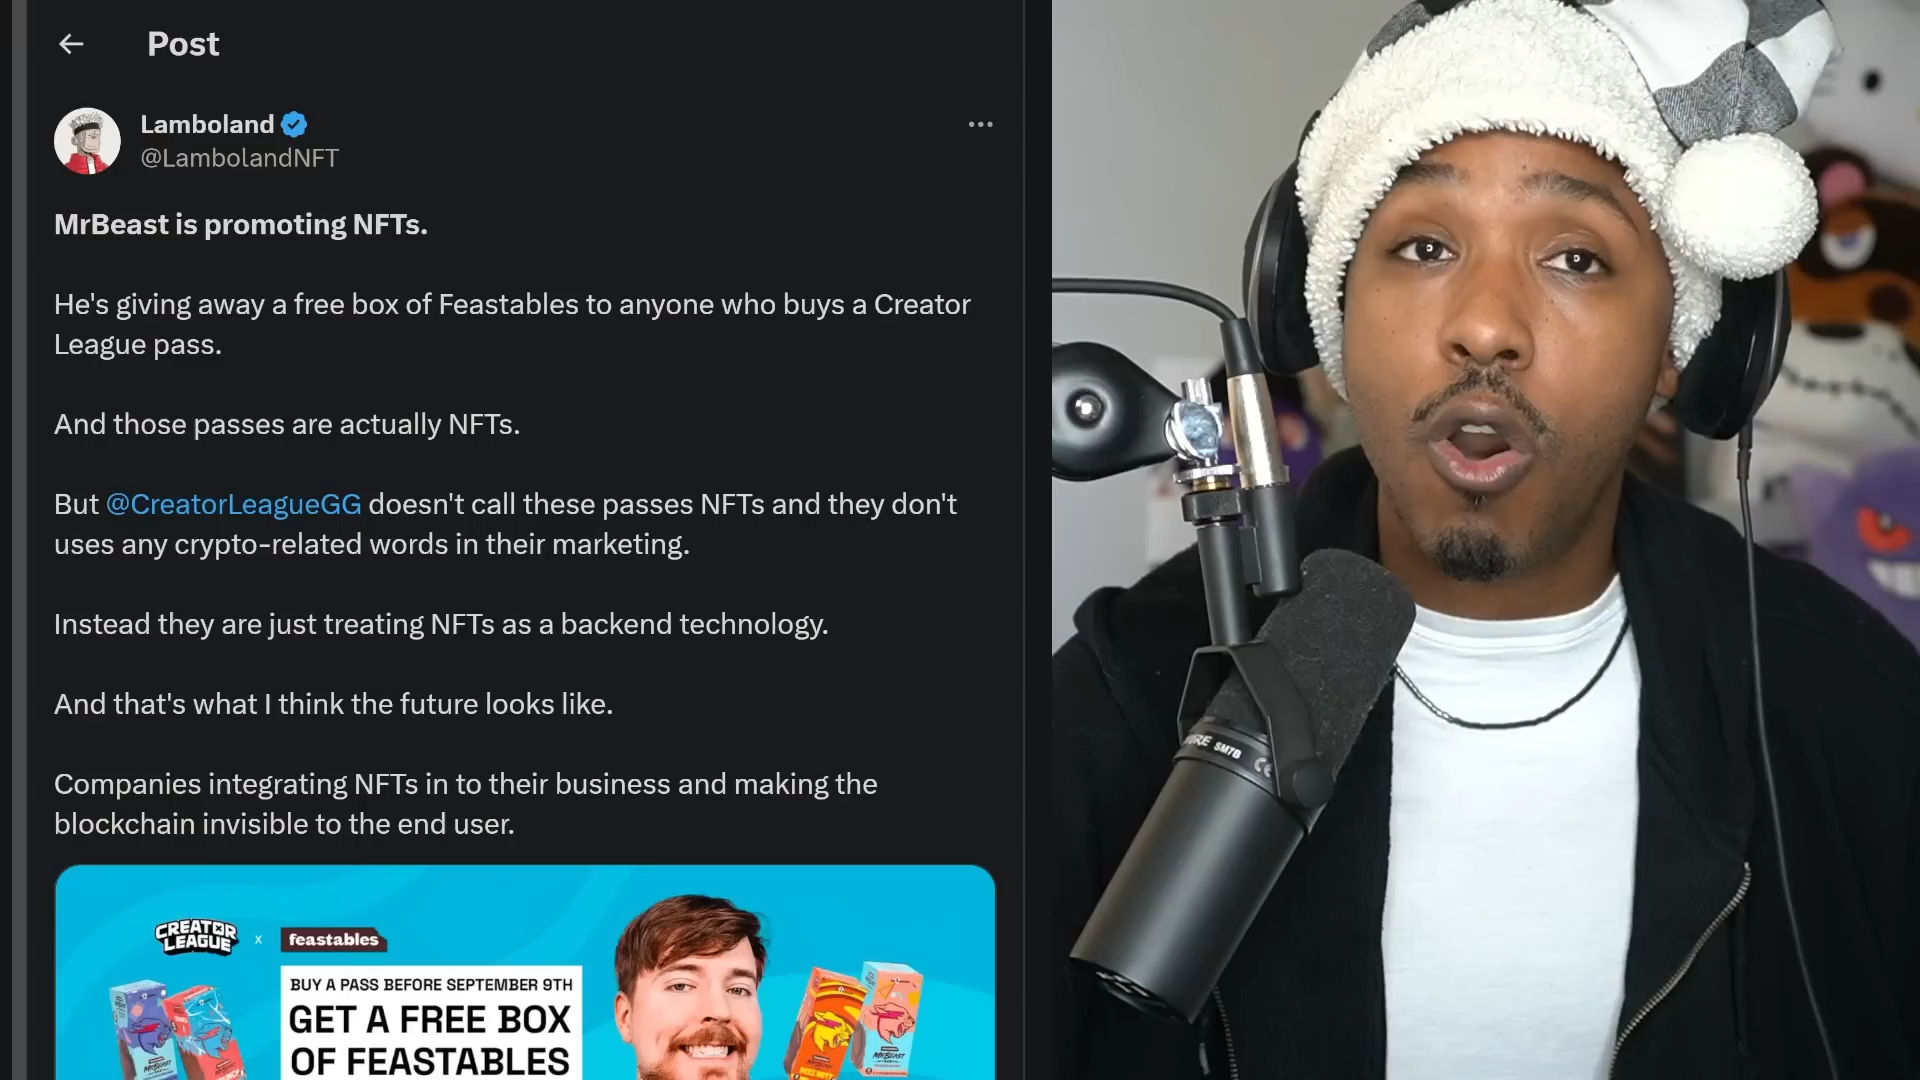 Post
Lamboland
@LambolandNFT
MrBeast is promoting NFTs.
He's giving away a free box of Feastables to anyone who buys a Creator
League pass.
And those passes are actually NFTs.
But @CreatorLeagueGG doesn't call these passes NFTs and they don't
uses any crypto-related words in their marketing.
Instead they are just treating NFTs as a backend technology.
And that's what I think the future looks like.
Companies integrating NFTs in to their business and making the
blockchain invisible to the end user.
CREATOR
LEAGUE
x
feastables
BUY A PASS BEFORE SEPTEMBER 9TH
GET A FREE BOX
OF FEASTABLES
MRBEAST
MRBEAST
SM7B